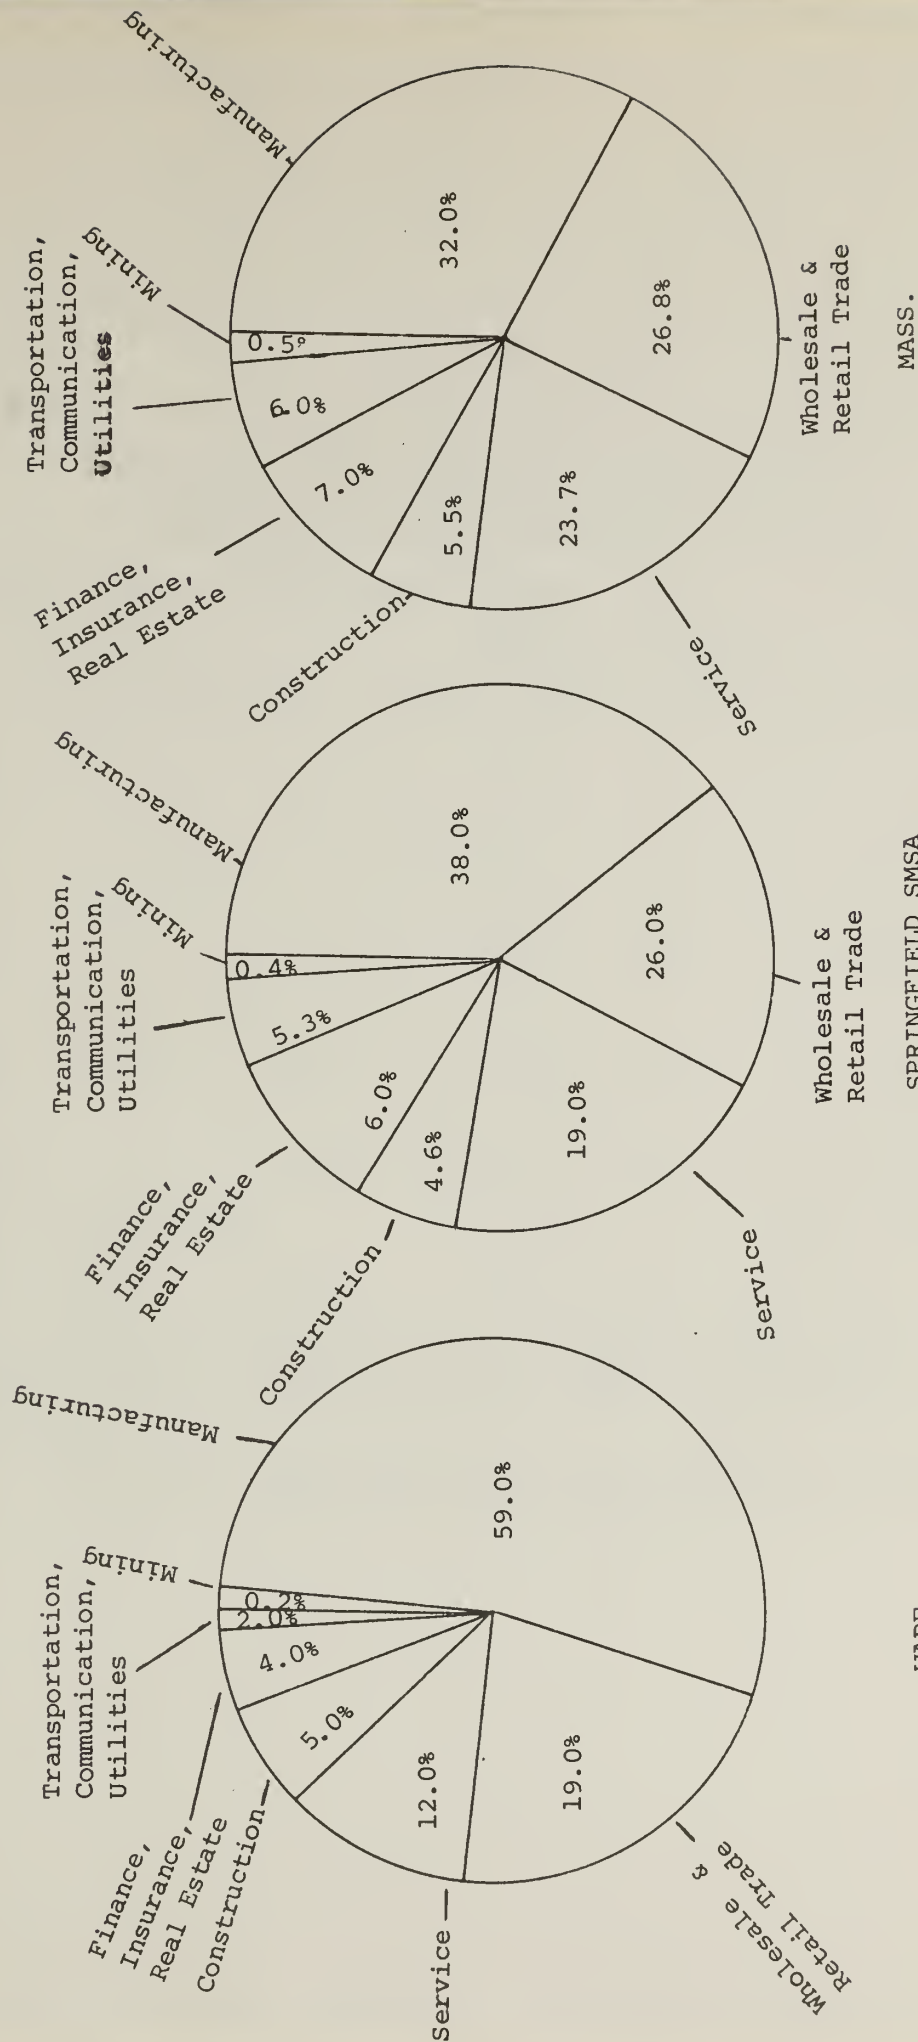 Transportation,
Communication,
Utilities
Mining
Manufacturing
Finance,
Insurance,
Real Estate
Construction
Service
Wholesale &
Retail Trade
0.2%
2.0%
4.0%
5.0%
12.0%
19.0%
59.0%
Transportation,
Communication,
Utilities
Mining
Manufacturing
Finance,
Insurance,
Real Estate
Construction
Service
Wholesale &
Retail Trade
0.4%
5.3%
6.0%
4.6%
19.0%
26.0%
38.0%
SPRINGFIELD SMSA
Transportation,
Communication,
Utilities
Mining
Manufacturing
Finance,
Insurance,
Real Estate
Construction
Service
Wholesale &
Retail Trade
0.5%
6.0%
7.0%
5.5%
23.7%
26.8%
32.0%
MASS.